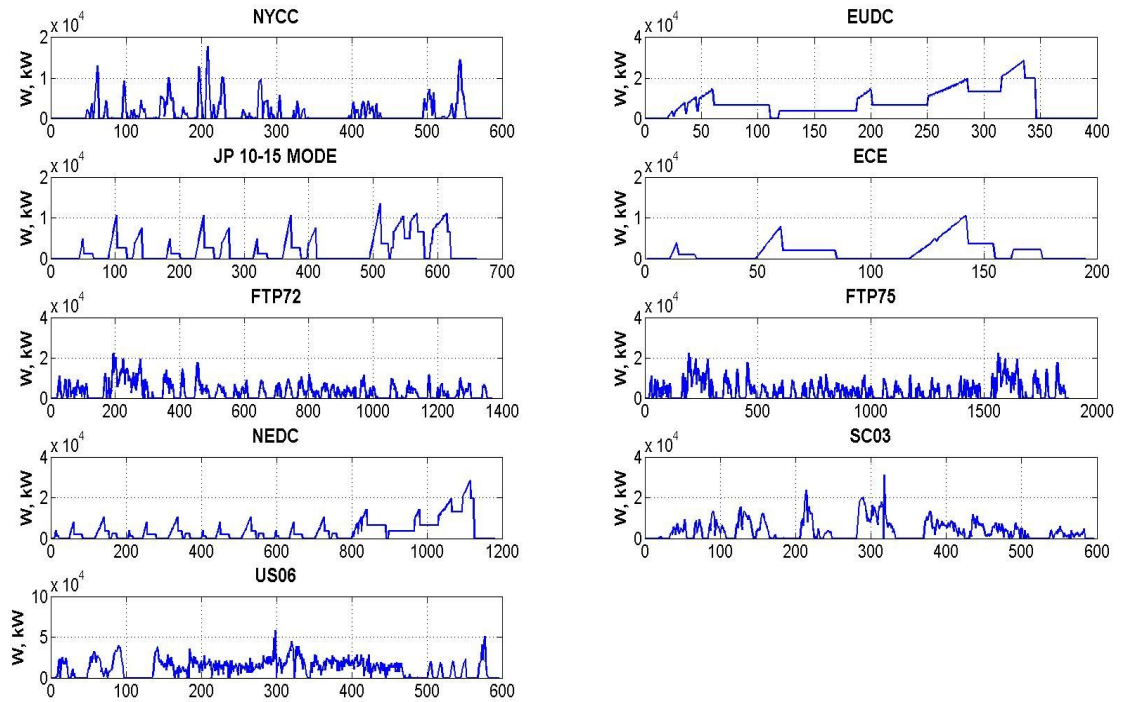 NYCC
x 10^4
W, kW
2
1
0
0 100 200 300 400 500 600
EUDC
x 10^4
W, kW
4
2
0
0 50 100 150 200 250 300 350 400
JP 10-15 MODE
x 10^4
W, kW
2
1
0
0 100 200 300 400 500 600 700
ECE
x 10^4
W, kW
2
1
0
0 50 100 150 200
FTP72
x 10^4
W, kW
4
2
0
0 200 400 600 800 1000 1200 1400
FTP75
x 10^4
W, kW
4
2
0
0 500 1000 1500 2000
NEDC
x 10^4
W, kW
4
2
0
0 200 400 600 800 1000 1200
SC03
x 10^4
W, kW
4
2
0
0 100 200 300 400 500 600
US06
x 10^4
W, kW
10
5
0
0 100 200 300 400 500 600